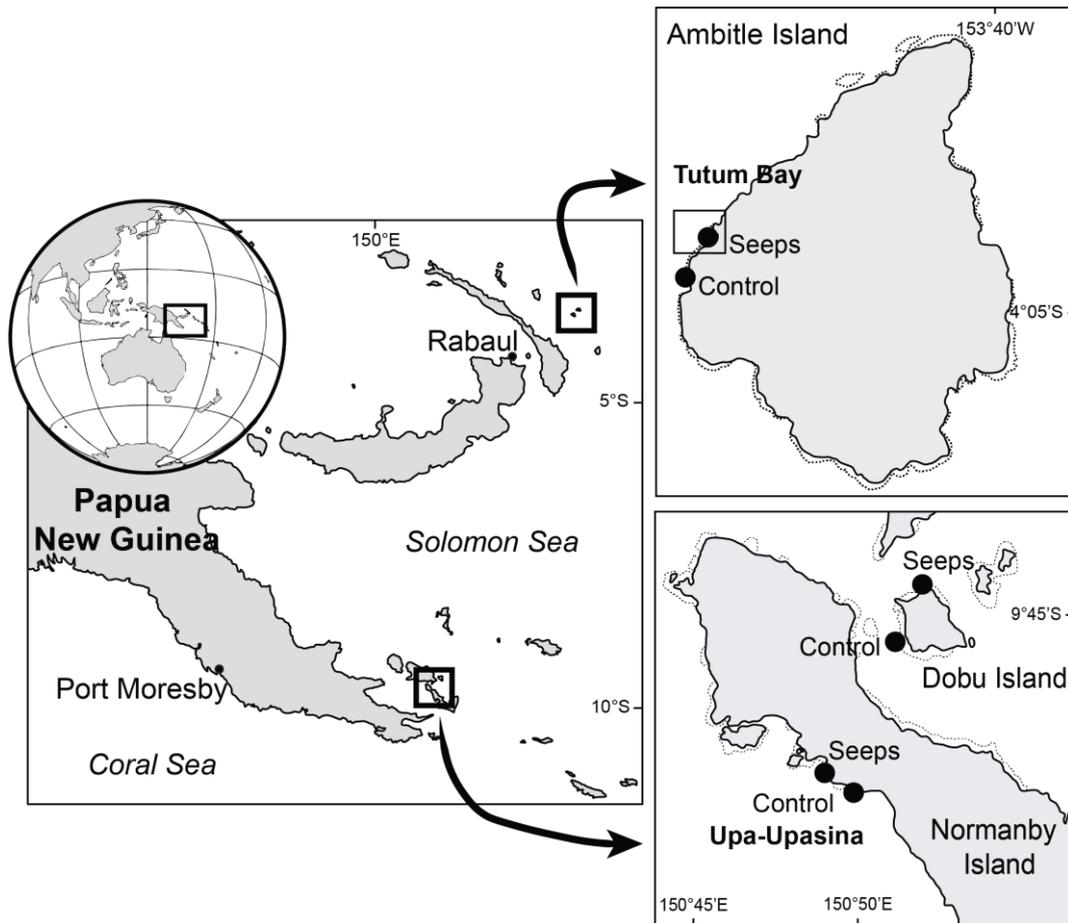 150°E
Rabaul
5°S
Papua
New Guinea
Solomon Sea
Port Moresby
10°S
Coral Sea
Ambitle Island
153°40'W
Tutum Bay
Seeps
Control
4°05'S
Seeps
9°45'S
Control
Dobu Island
Seeps
Control
Upa-Upasina
Normanby
Island
150°45'E
150°50'E